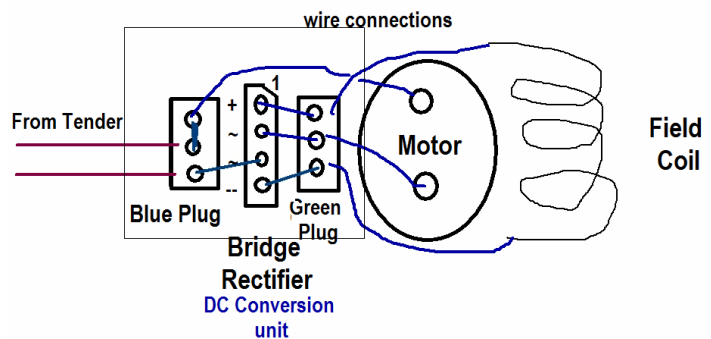 wire connections
1
+
~
~
--
From Tender
Motor
Field
Coil
Blue Plug
Green
Plug
Bridge
Rectifier
DC Conversion
unit